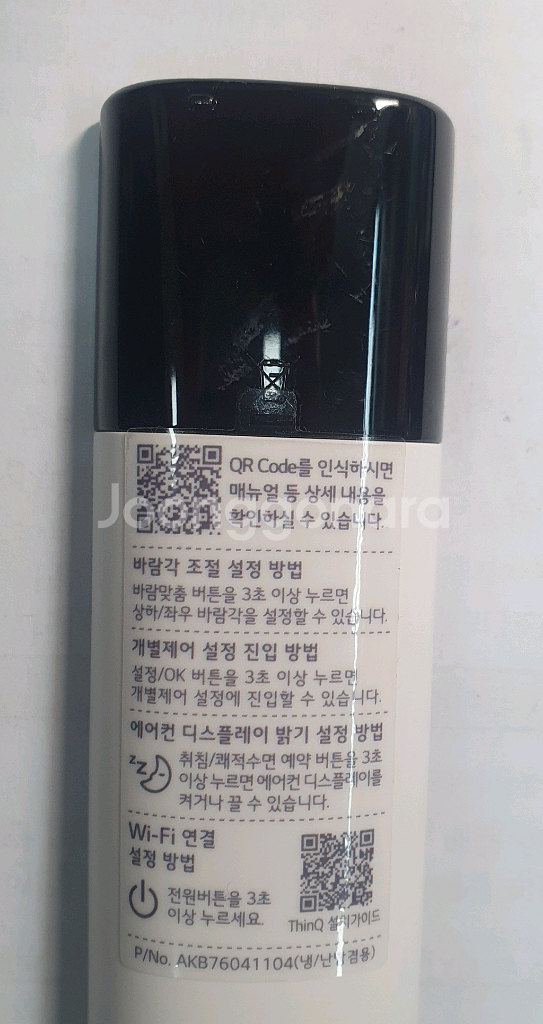 QR Code를 인식하시면
매뉴얼 등 상세 내용을
확인하실 수 있습니다.
Joonggonara
바람각 조절 설정 방법
바람맞춤 버튼을 3초 이상 누르면
상하/좌우 바람각을 설정할 수 있습니다.
개별제어 설정 진입 방법
설정/OK 버튼을 3초 이상 누르면
개별제어 설정에 진입할 수 있습니다.
에어컨 디스플레이 밝기 설정 방법
zzz
취침/쾌적수면 예약 버튼을 3초
이상 누르면 에어컨 디스플레이를
켜거나 끌 수 있습니다.
Wi-Fi 연결
설정 방법
전원버튼을 3초
이상 누르세요.
ThinQ 설치가이드
P/No. AKB76041104(냉/난방겸용)